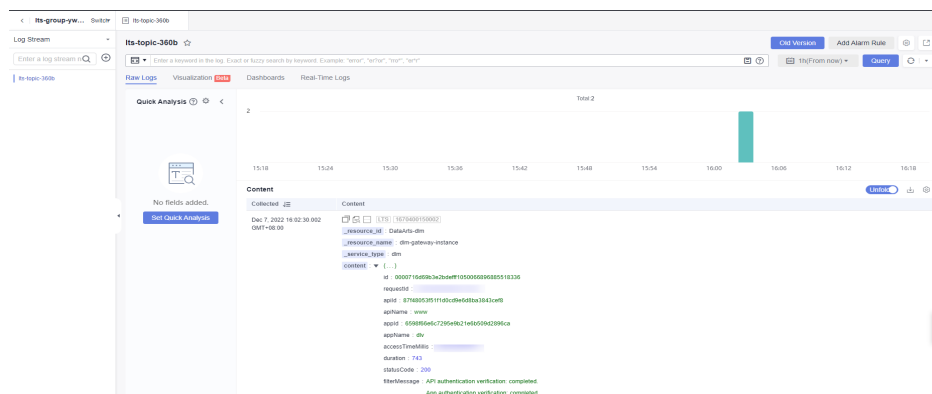 lts-group-yw... Switch
lts-topic-360b
Log Stream
Enter a log stream n
lts-topic-360b
lts-topic-360b
Old Version
Add Alarm Rule
Enter a keyword in the log. Exact or fuzzy search by keyword. Example: "error", "er?or", "rro*", "er*r"
1h(From now)
Query
Raw Logs
Visualization Beta
Dashboards
Real-Time Logs
Quick Analysis
Total:2
2
15:18 15:24 15:30 15:36 15:42 15:48 15:54 16:00 16:06 16:12 16:18
No fields added.
Set Quick Analysis
Content
Unfold
Collected Content
Dec 7, 2022 16:02:30.002
GMT+08:00
LTS 1670400150002
_resource_id : DataArts-dlm
_resource_name : dlm-gateway-instance
_service_type : dlm
content : {...}
id : 0000716d69b3e2bdefff1050066896885518336
requestId :
apiId : 87f48053f51f1d0cd9e6d8ba3843cef8
apiName : www
appId : 6598f66e6c7295e9b21e6b509d2896ca
appName : dlv
accessTimeMillis :
duration : 743
statusCode : 200
filterMessage : API authentication verification: completed.
App authentication verification: completed